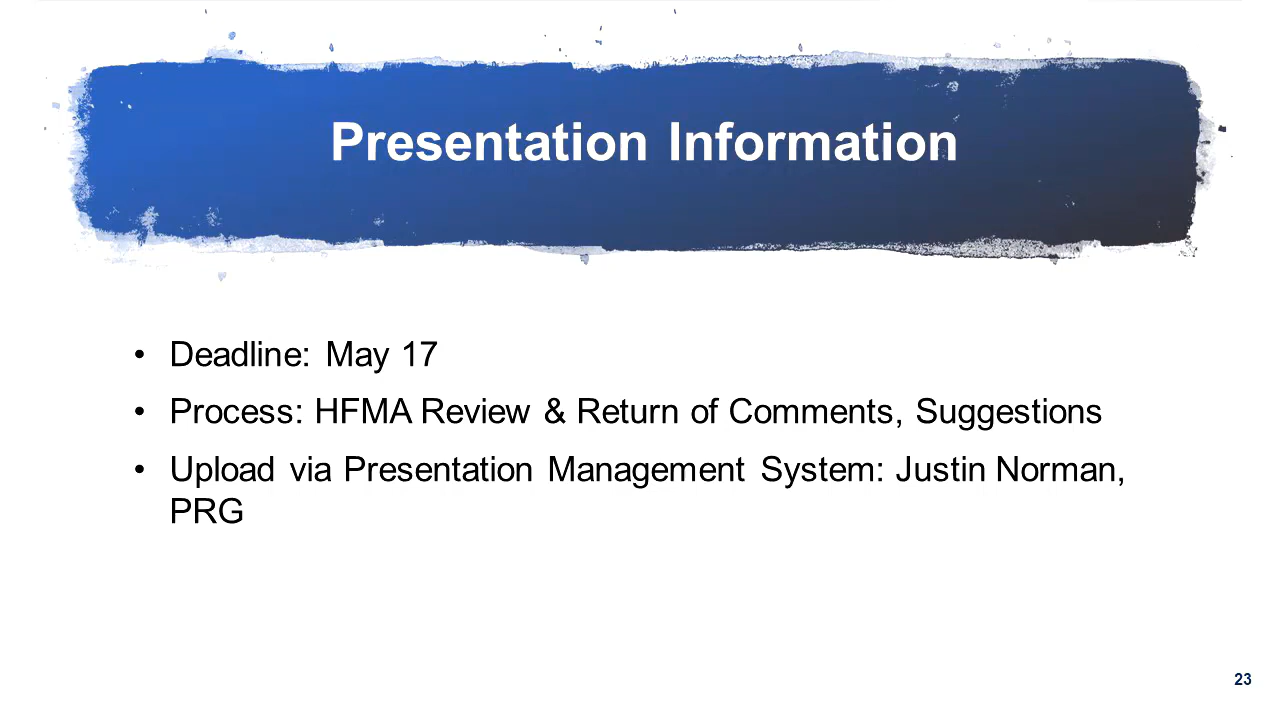 Presentation Information
• Deadline: May 17
• Process: HFMA Review & Return of Comments, Suggestions
• Upload via Presentation Management System: Justin Norman,
PRG
23